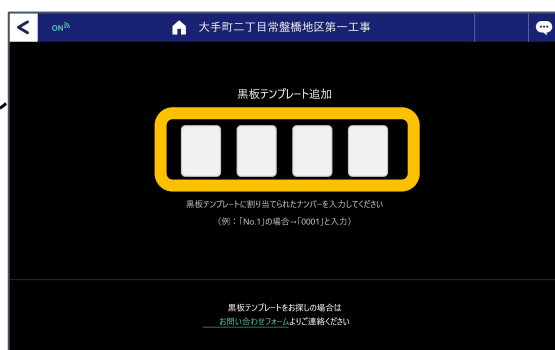 ON
大手町二丁目常盤橋地区第一工事
黒板テンプレート追加
黒板テンプレートに割り当てられたナンバーを入力してください
(例：「No.1」の場合→「0001」と入力)
黒板テンプレートをお探しの場合は
お問い合わせフォームよりご連絡ください